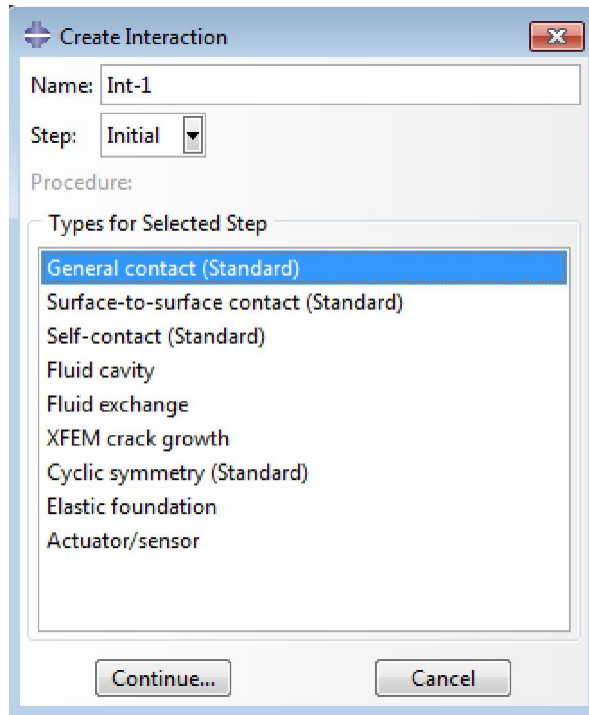 Create Interaction
Name: Int-1
Step: Initial
Procedure:
Types for Selected Step
General contact (Standard)
Surface-to-surface contact (Standard)
Self-contact (Standard)
Fluid cavity
Fluid exchange
XFEM crack growth
Cyclic symmetry (Standard)
Elastic foundation
Actuator/sensor
Continue... Cancel